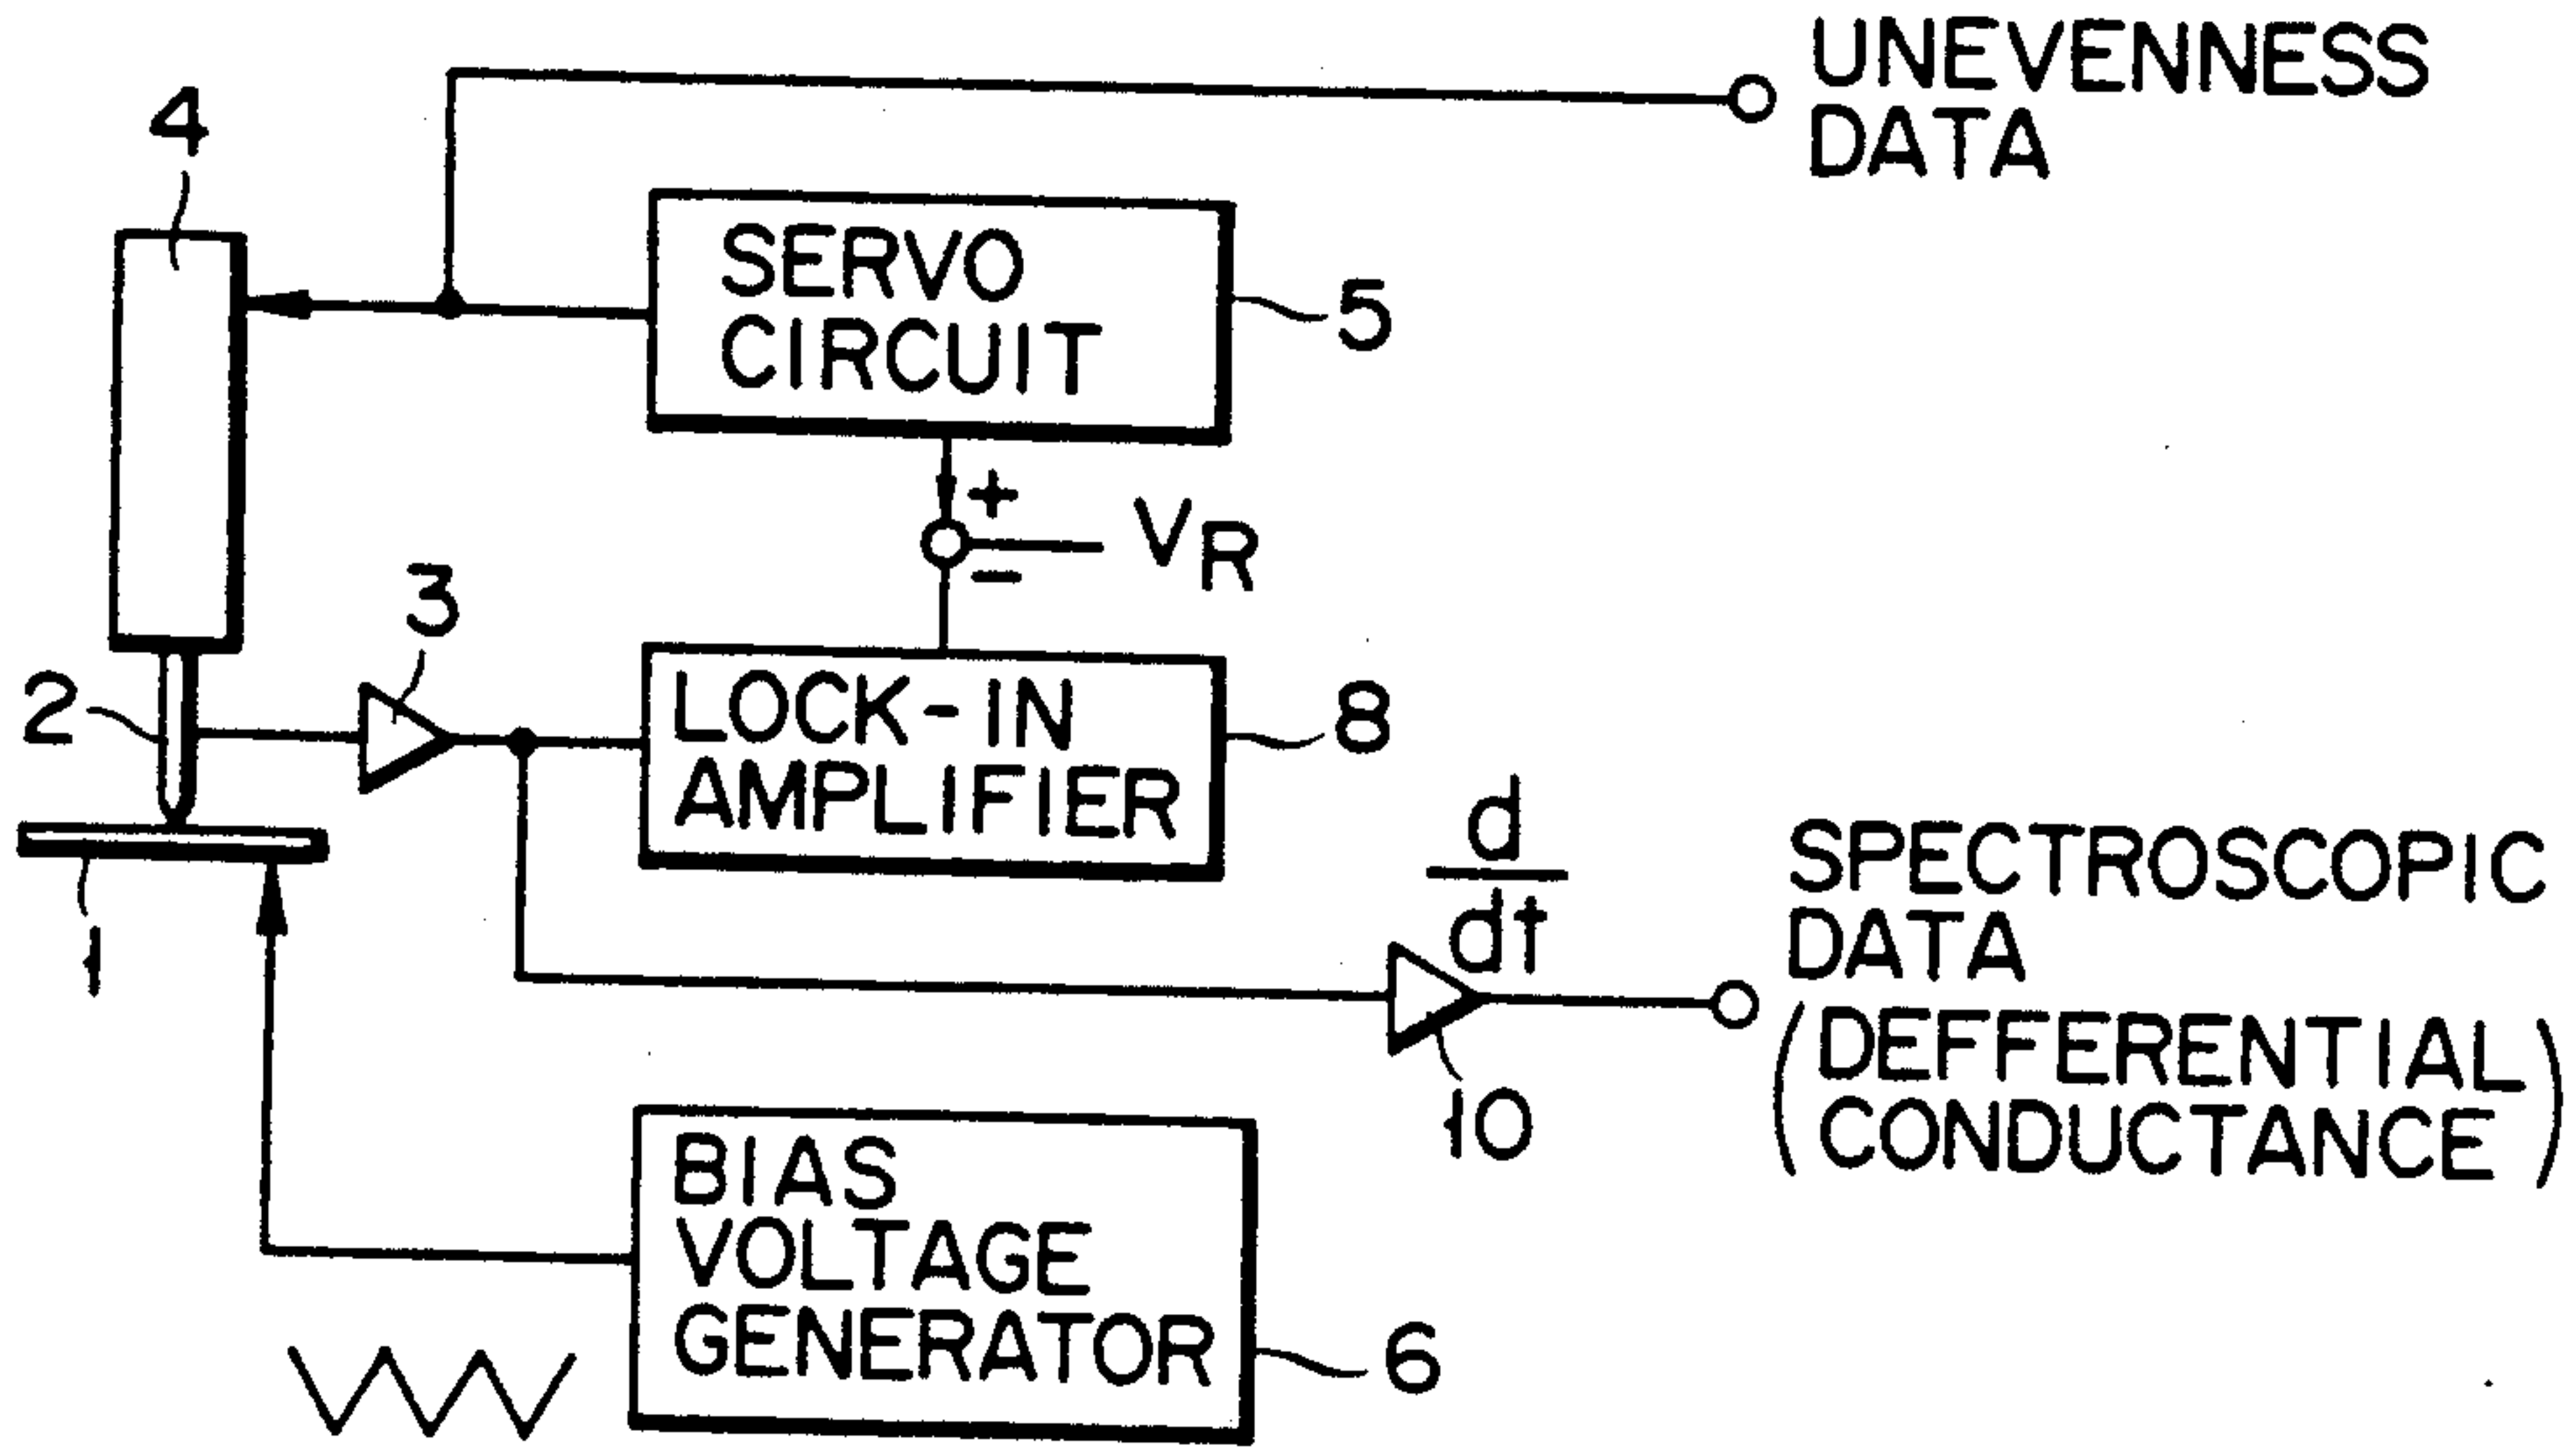 UNEVENNESS
DATA
4
SERVO
CIRCUIT
5
+
VR
−
3
2
LOCK-IN
AMPLIFIER
8
1
d
dt
SPECTROSCOPIC
DATA
(DEFFERENTIAL
CONDUCTANCE)
10
BIAS
VOLTAGE
GENERATOR
6